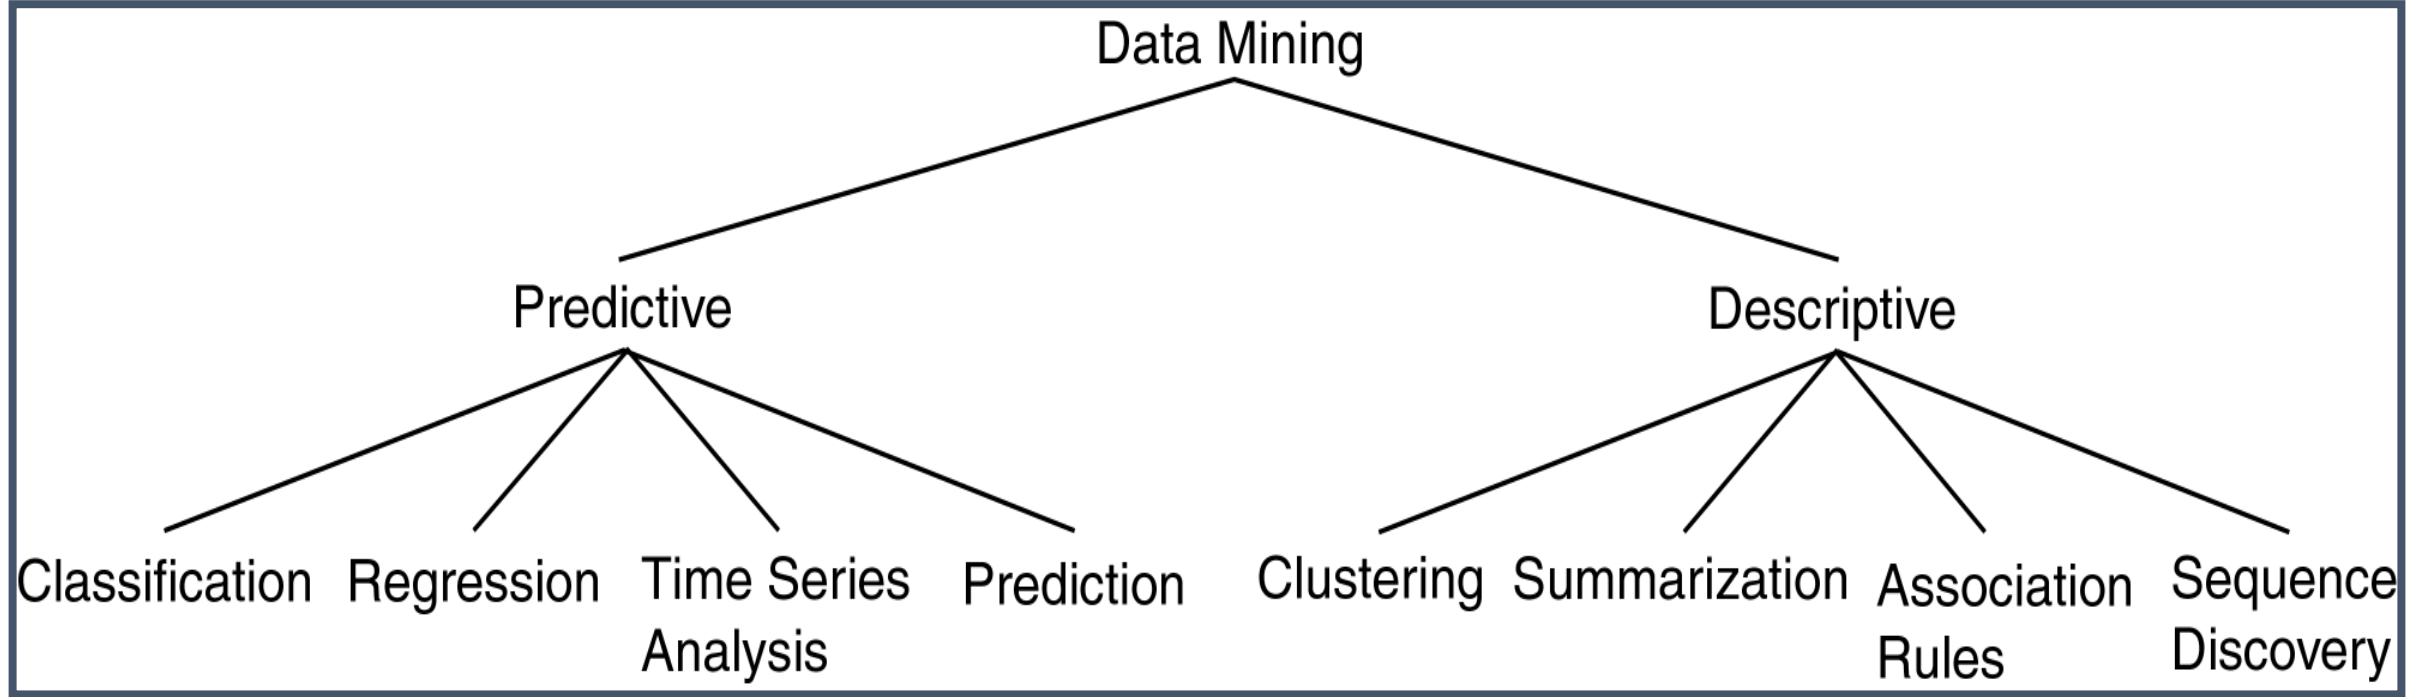 Data Mining
Predictive
Descriptive
Classification
Regression
Time Series
Analysis
Prediction
Clustering
Summarization
Association
Rules
Sequence
Discovery